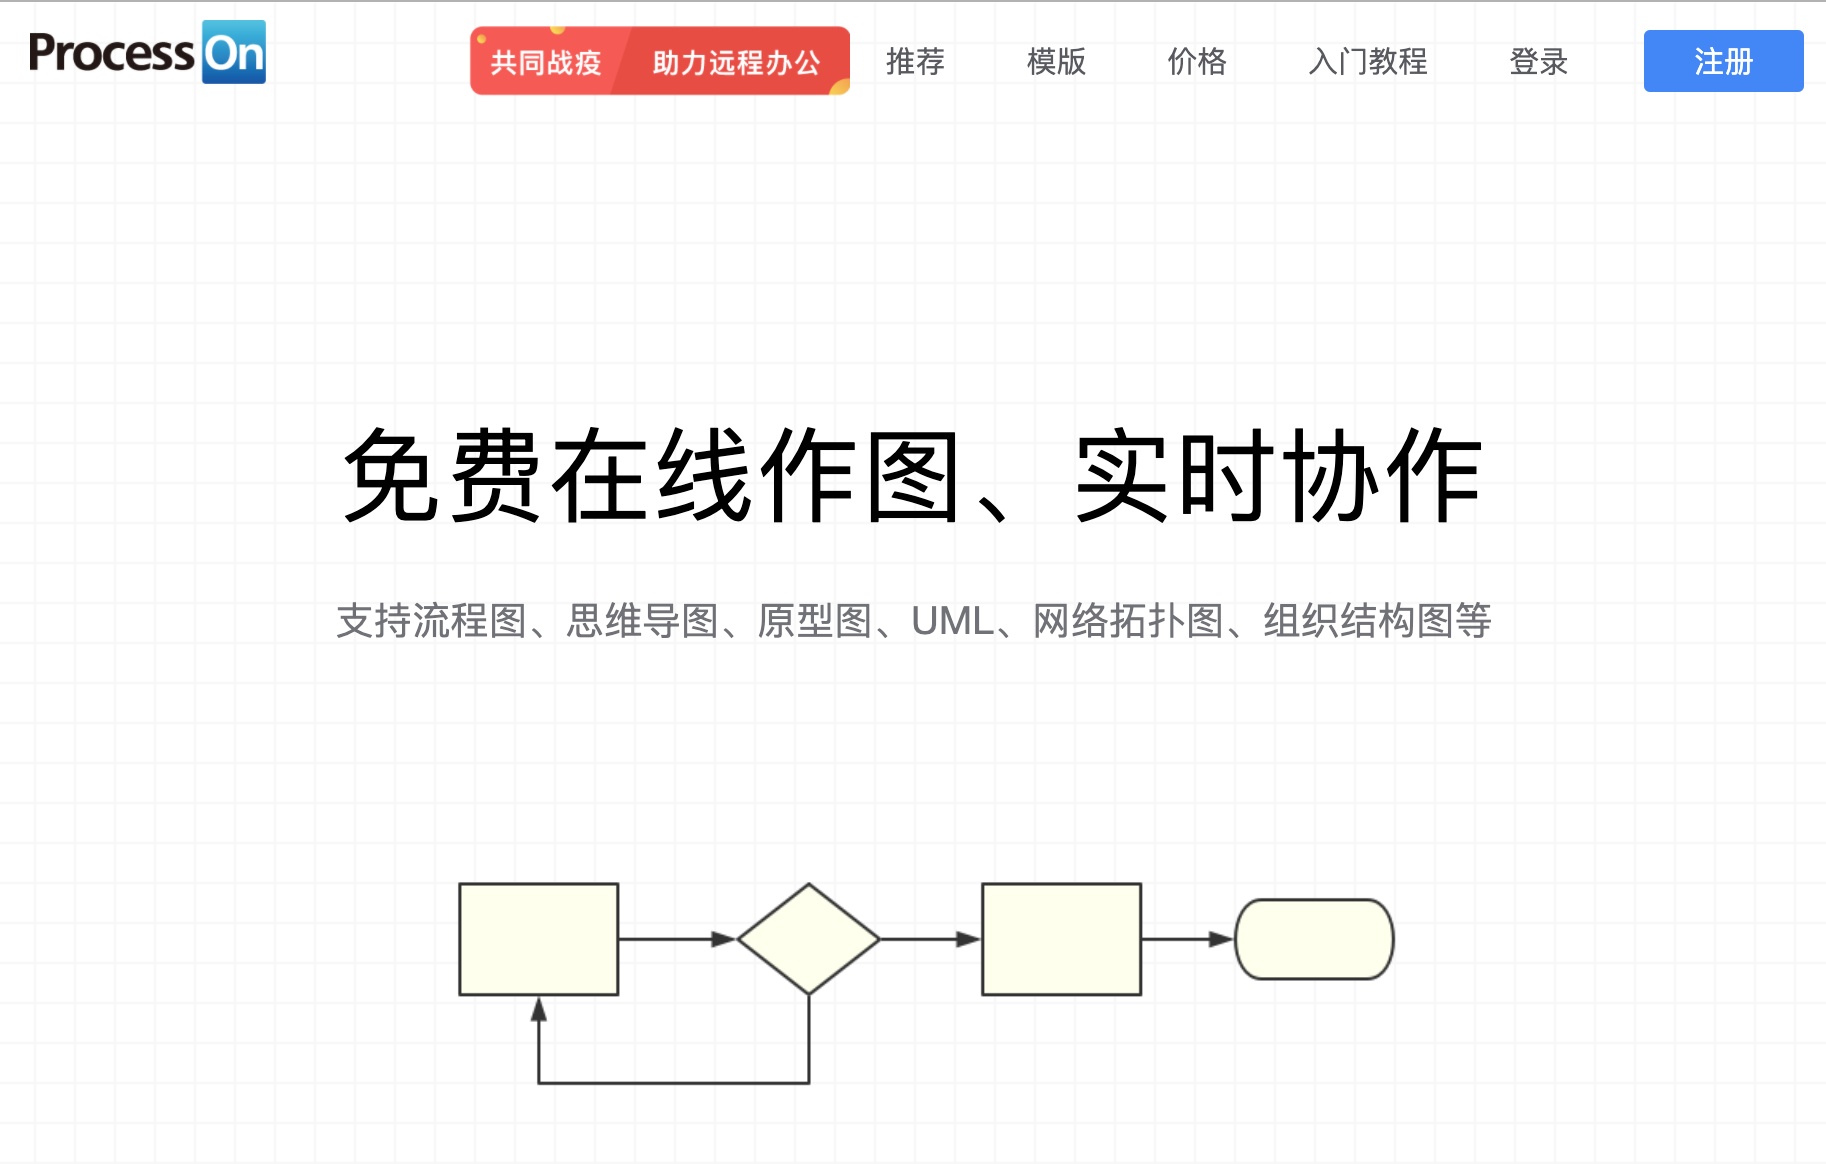 ProcessOn
共同战疫 助力远程办公 推荐 模版 价格 入门教程 登录 注册
免费在线作图、实时协作
支持流程图、思维导图、原型图、UML、网络拓扑图、组织结构图等